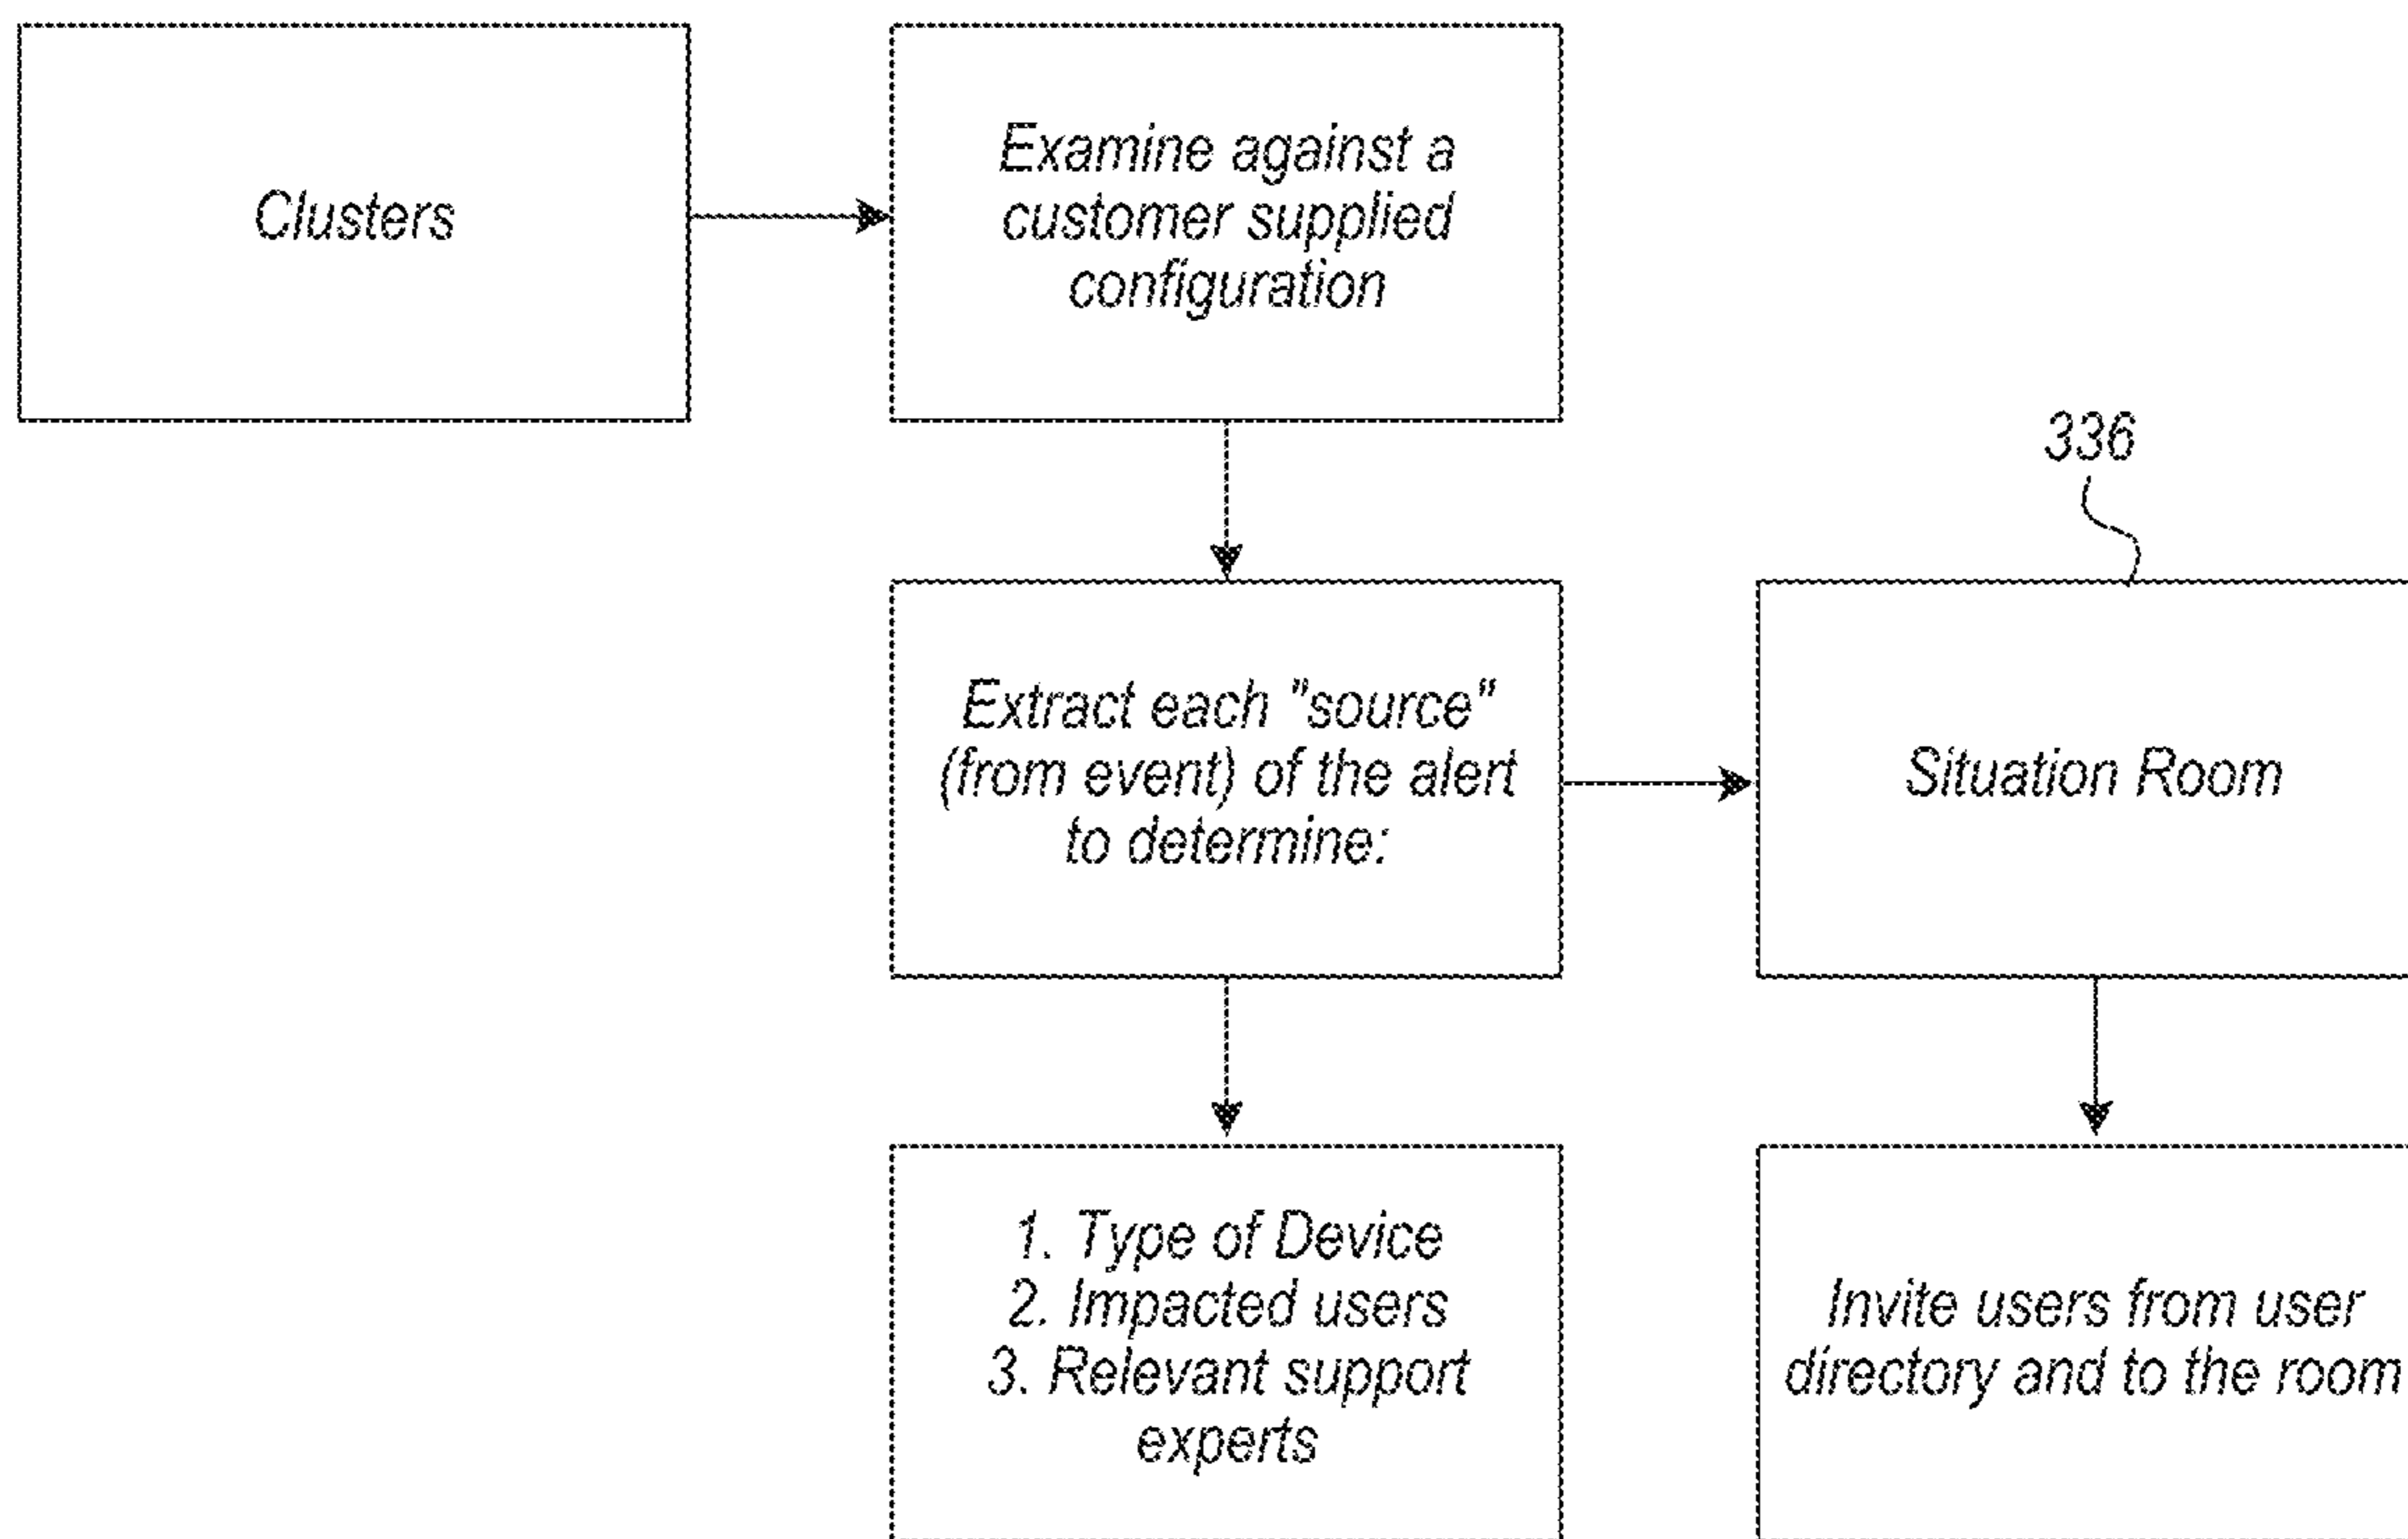 Clusters
Examine against a
customer supplied
configuration
336
Extract each "source"
(from event) of the alert
to determine:
Situation Room
1. Type of Device
2. Impacted users
3. Relevant support
experts
Invite users from user
directory and to the room